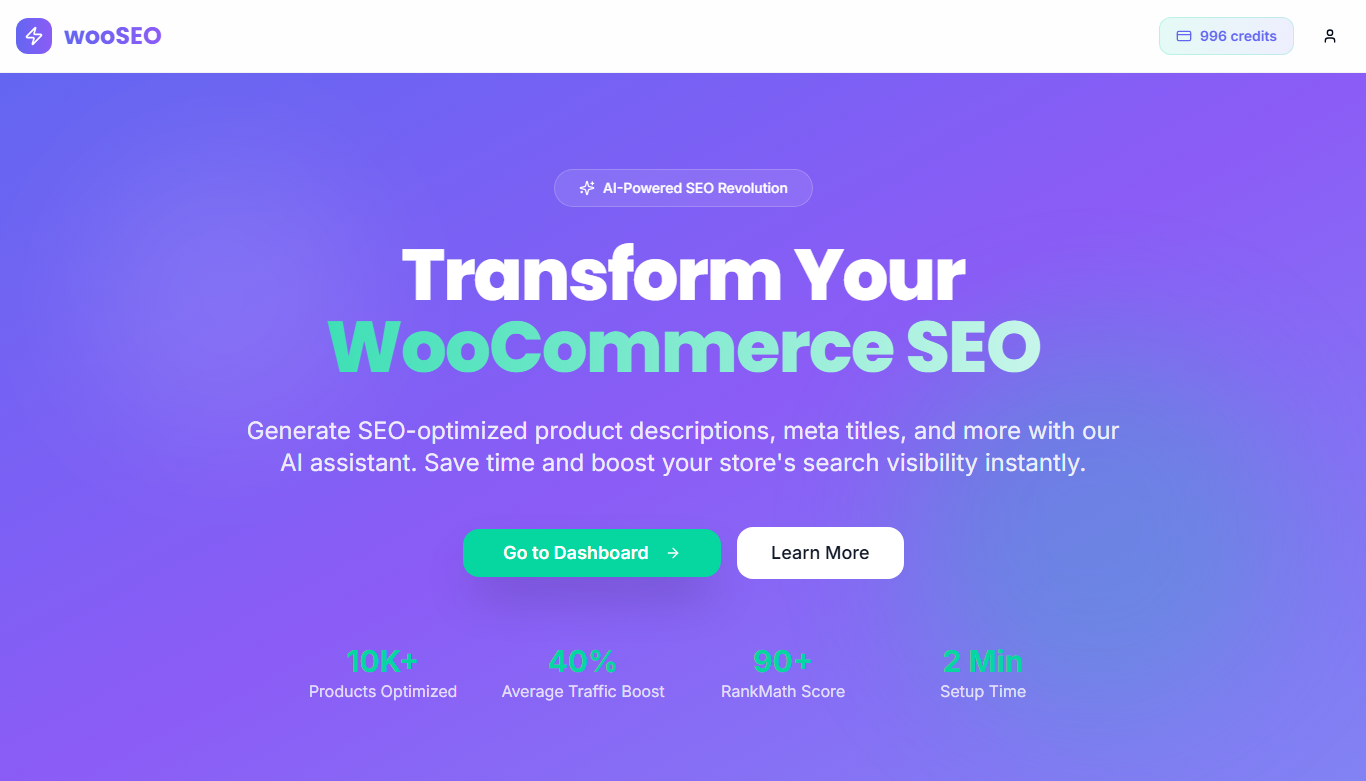 wooSEO
996 credits
AI-Powered SEO Revolution
Transform Your
WooCommerce SEO
Generate SEO-optimized product descriptions, meta titles, and more with our
AI assistant. Save time and boost your store's search visibility instantly.
Go to Dashboard
Learn More
10K+
Products Optimized
40%
Average Traffic Boost
90+
RankMath Score
2 Min
Setup Time